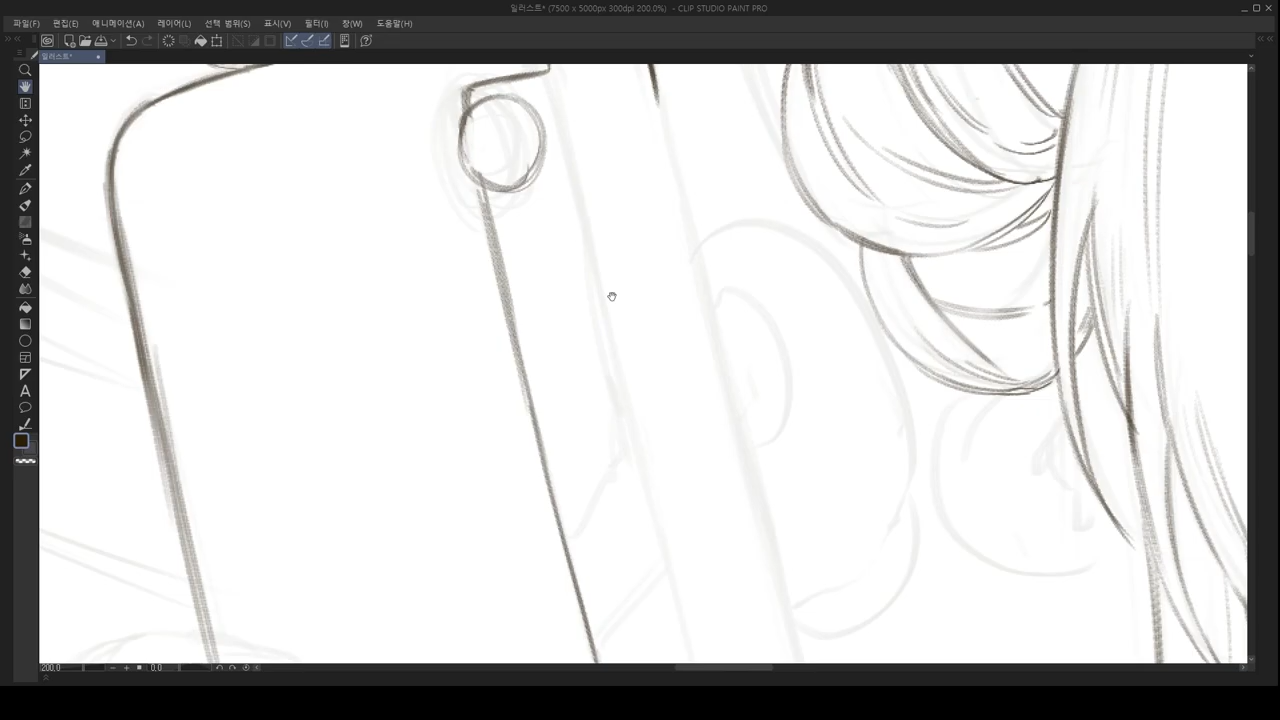 일러스트* (7500 x 5000px 300dpi 200.0%) - CLIP STUDIO PAINT PRO
파일(F) 편집(E) 애니메이션(A) 레이어(L) 선택 범위(S) 표시(V) 필터(I) 창(W) 도움말(H)
일러스트*
200.0 0.0